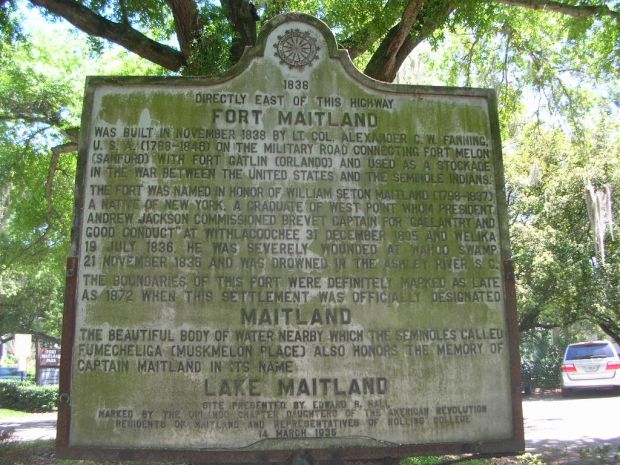 1836
DIRECTLY EAST OF THIS HIGHWAY
FORT MAITLAND
WAS BUILT IN NOVEMBER 1838 BY LT. COL. ALEXANDER C. W. FANNING,
U. S. A. (1788-1846) ON THE MILITARY ROAD CONNECTING FORT MELON
(SANFORD) WITH FORT GATLIN (ORLANDO) AND USED AS A STOCKADE
IN THE WAR BETWEEN THE UNITED STATES AND THE SEMINOLE INDIANS.
THE FORT WAS NAMED IN HONOR OF WILLIAM SETON MAITLAND (1798-1837)
A NATIVE OF NEW YORK, A GRADUATE OF WEST POINT WHOM PRESIDENT
ANDREW JACKSON COMMISSIONED BREVET CAPTAIN FOR "GALLANTRY AND
GOOD CONDUCT" AT WITHLACOOCHEE 31 DECEMBER 1835 AND WELIKA
19 JULY 1836. HE WAS SEVERELY WOUNDED AT WAHOO SWAMP
21 NOVEMBER 1836 AND WAS DROWNED IN THE ASHLEY RIVER S. C.
THE BOUNDARIES OF THIS FORT WERE DEFINITELY MARKED AS LATE
AS 1872 WHEN THIS SETTLEMENT WAS OFFICIALLY DESIGNATED
MAITLAND
THE BEAUTIFUL BODY OF WATER NEARBY WHICH THE SEMINOLES CALLED
FUMECHELIGA (MUSKMELON PLACE) ALSO HONORS THE MEMORY OF
CAPTAIN MAITLAND IN ITS NAME
LAKE MAITLAND
SITE PRESENTED BY EDWARD R. HALL
MARKED BY THE ORLANDO CHAPTER DAUGHTERS OF THE AMERICAN REVOLUTION
RESIDENTS OF MAITLAND AND REPRESENTATIVES OF ROLLINS COLLEGE
14 MARCH 1935